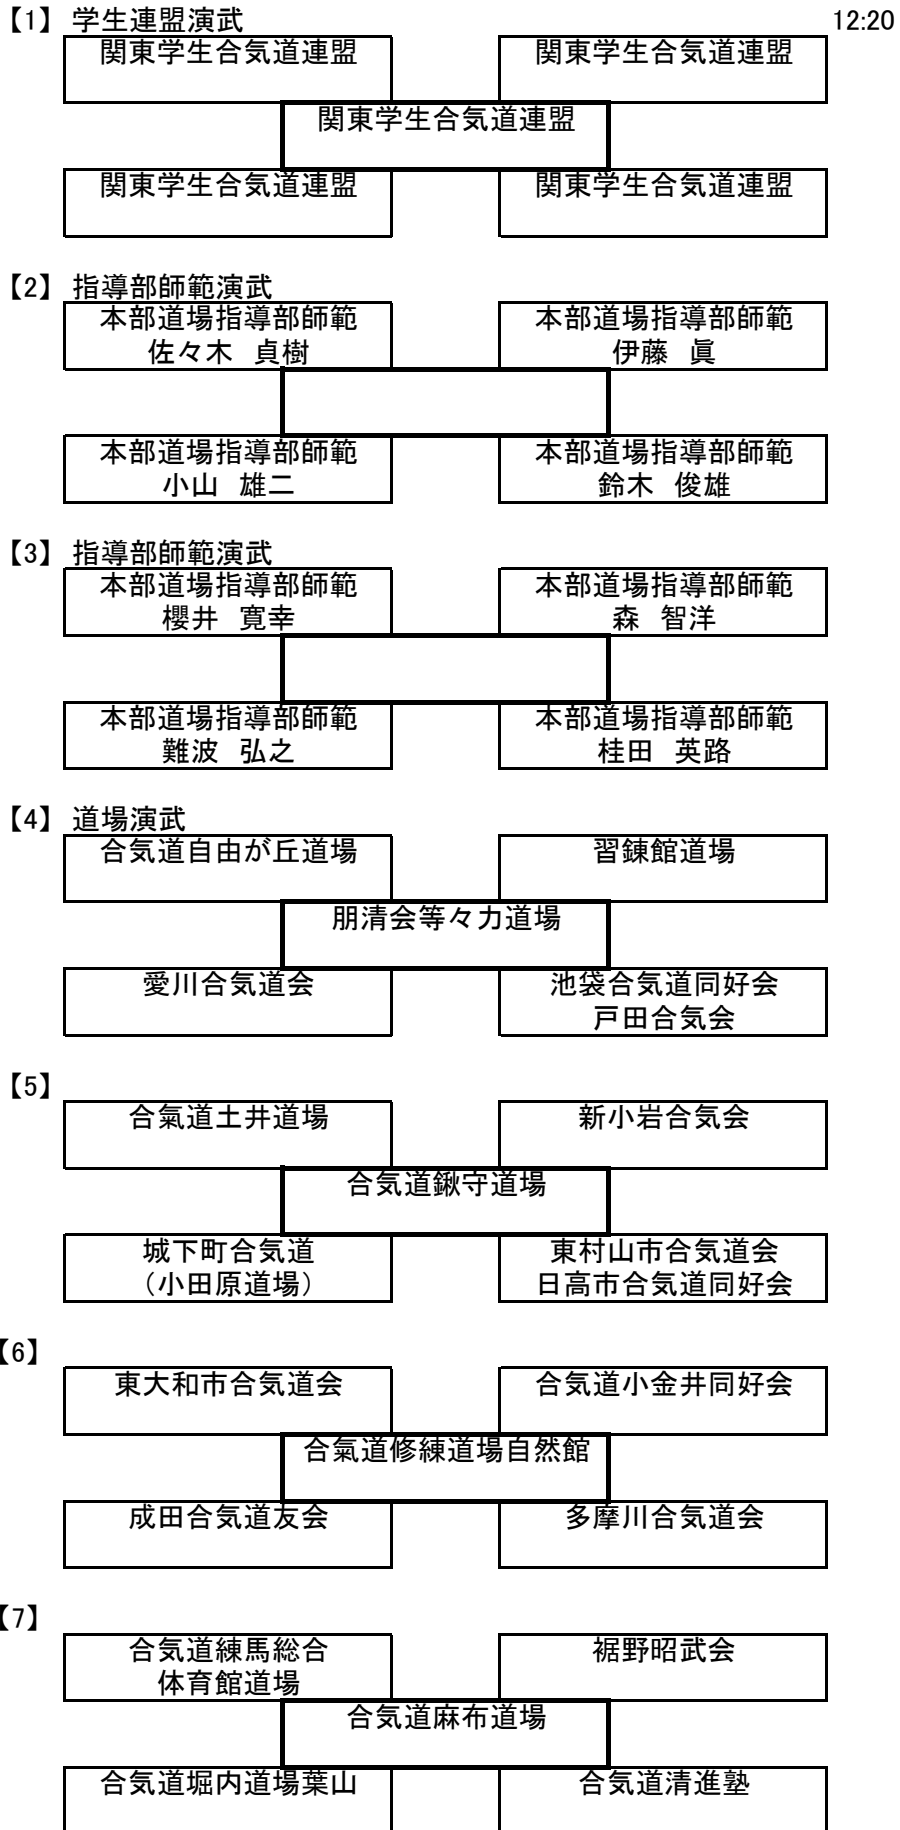 【1】 学生連盟演武 12:20
関東学生合気道連盟 関東学生合気道連盟
関東学生合気道連盟
関東学生合気道連盟 関東学生合気道連盟
【2】 指導部師範演武
本部道場指導部師範 本部道場指導部師範
佐々木 貞樹 伊藤 眞
本部道場指導部師範 本部道場指導部師範
小山 雄二 鈴木 俊雄
【3】 指導部師範演武
本部道場指導部師範 本部道場指導部師範
櫻井 寛幸 森 智洋
本部道場指導部師範 本部道場指導部師範
難波 弘之 桂田 英路
【4】 道場演武
合気道自由が丘道場 習錬館道場
朋清会等々力道場
愛川合気道会 池袋合気道同好会
戸田合気会
【5】
合氣道土井道場 新小岩合気会
合気道鍬守道場
城下町合気道 東村山市合気道会
（小田原道場） 日高市合気道同好会
【6】
東大和市合気道会 合気道小金井同好会
合氣道修練道場自然館
成田合気道友会 多摩川合気道会
【7】
合気道練馬総合 裾野昭武会
体育館道場
合気道麻布道場
合気道堀内道場葉山 合気道清進塾